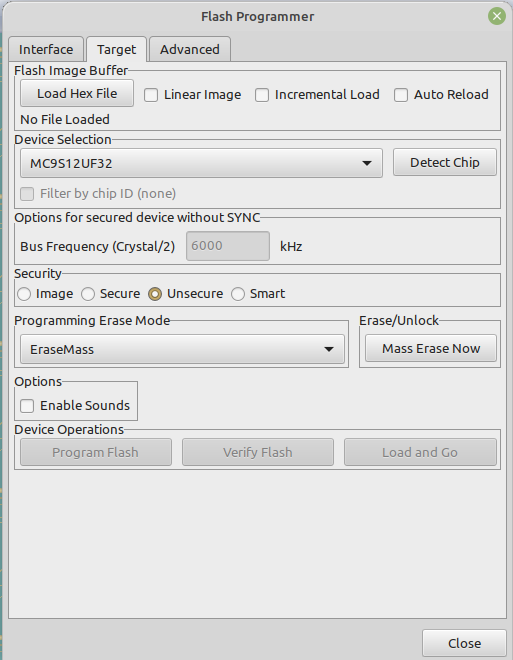 Flash Programmer
Interface Target Advanced
Flash Image Buffer
Load Hex File Linear Image Incremental Load Auto Reload
No File Loaded
Device Selection
MC9S12UF32 Detect Chip
Filter by chip ID (none)
Options for secured device without SYNC
Bus Frequency (Crystal/2) 6000 kHz
Security
Image Secure Unsecure Smart
Programming Erase Mode Erase/Unlock
EraseMass Mass Erase Now
Options
Enable Sounds
Device Operations
Program Flash Verify Flash Load and Go
Close